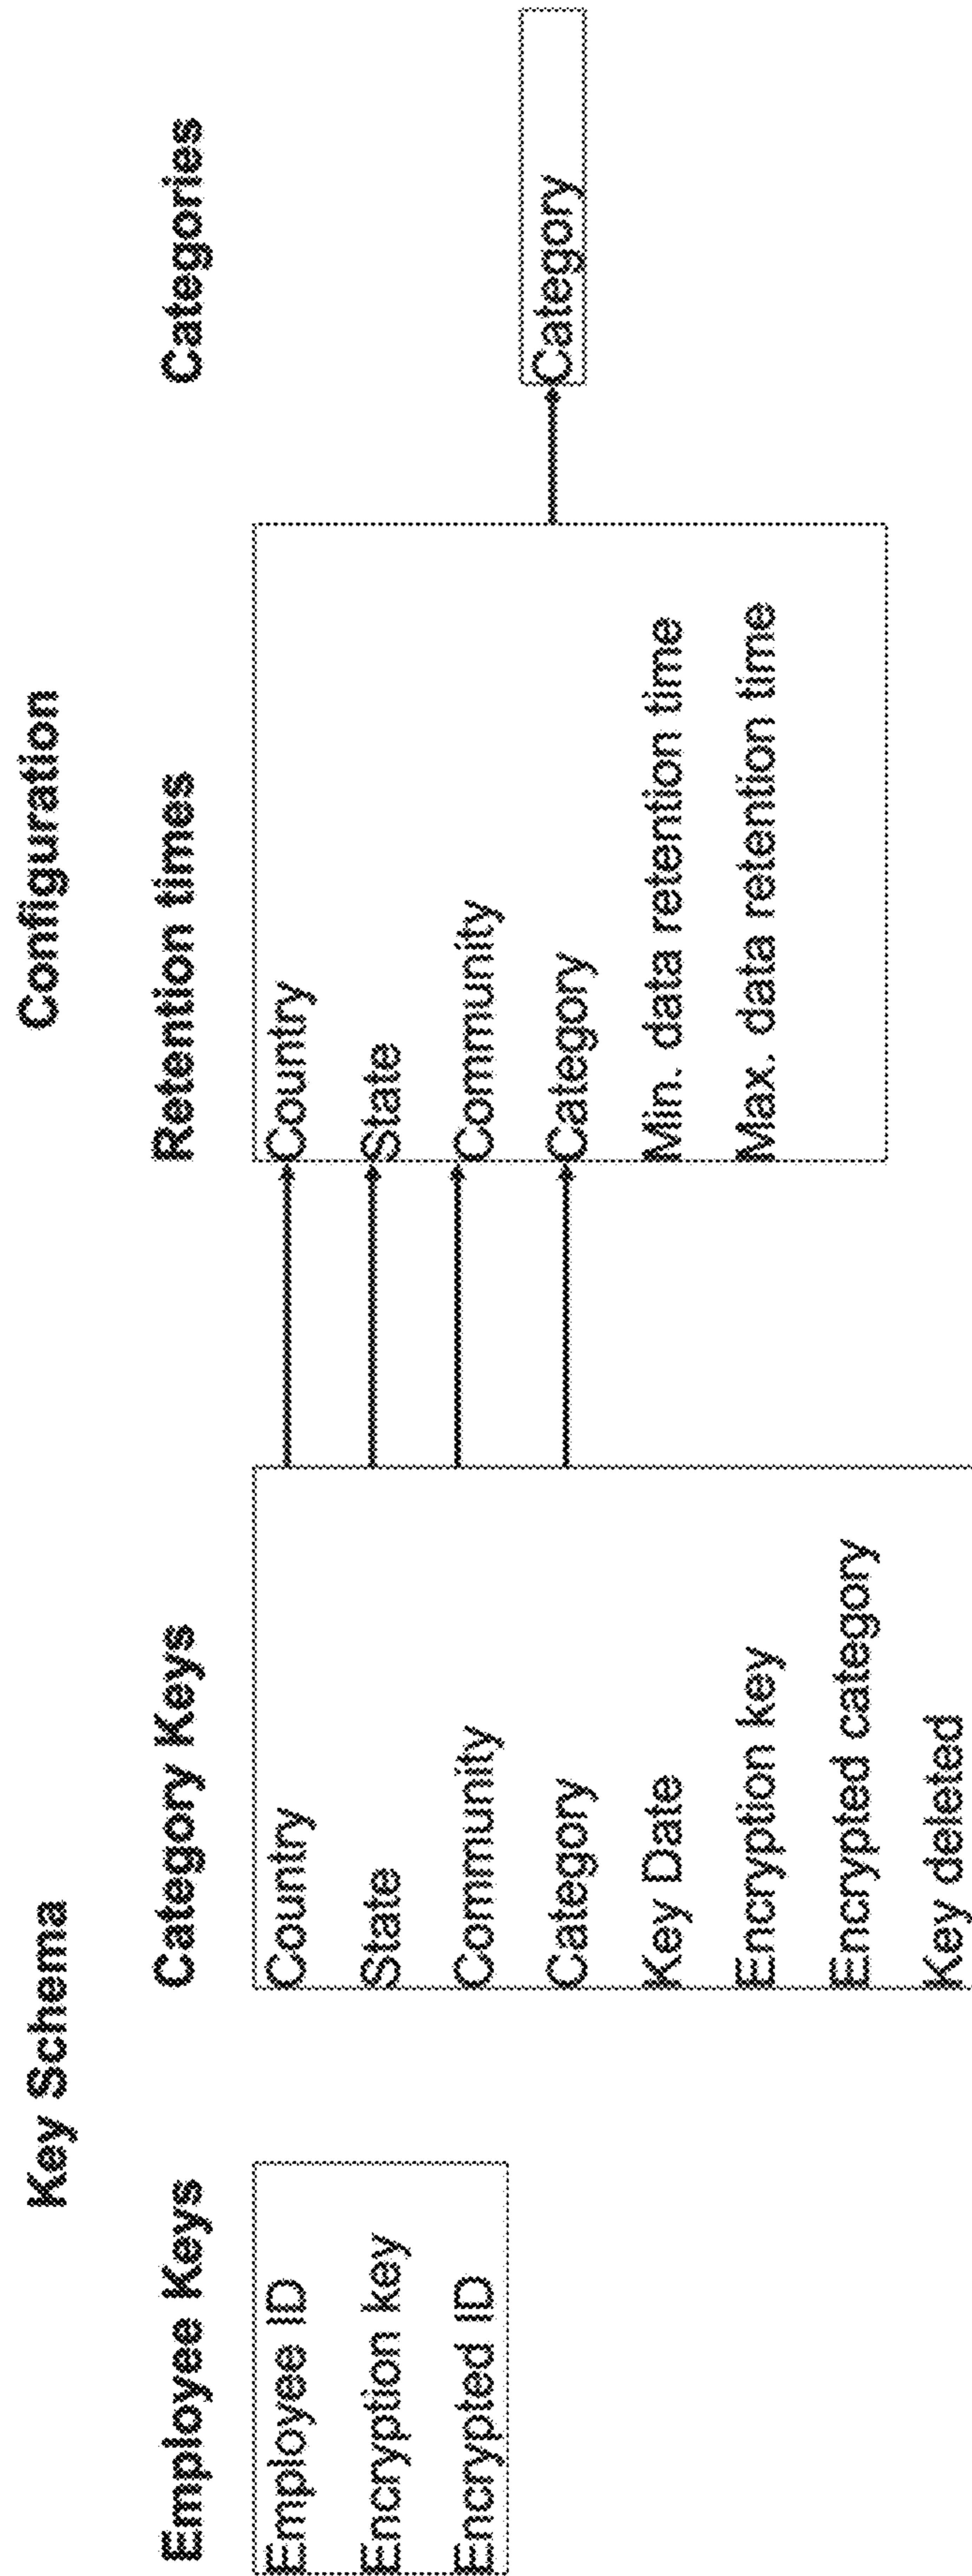 Key Schema
Configuration
Employee Keys
Category Keys
Retention times
Categories
Employee ID
Encryption key
Encrypted ID
Country
State
Community
Category
Key Date
Encryption key
Encrypted category
Key deleted
Country
State
Community
Category
Min. data retention time
Max. data retention time
Category